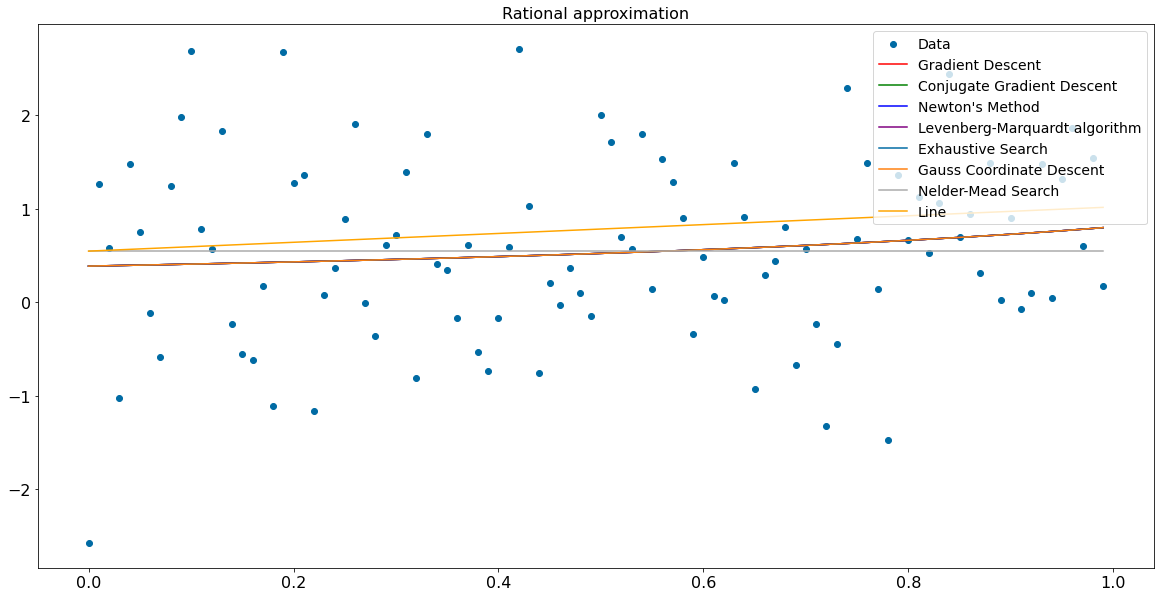 Rational approximation
Data
Gradient Descent
Conjugate Gradient Descent
Newton's Method
Levenberg-Marquardt algorithm
Exhaustive Search
Gauss Coordinate Descent
Nelder-Mead Search
Line
2
1
0
−1
−2
0.0 0.2 0.4 0.6 0.8 1.0